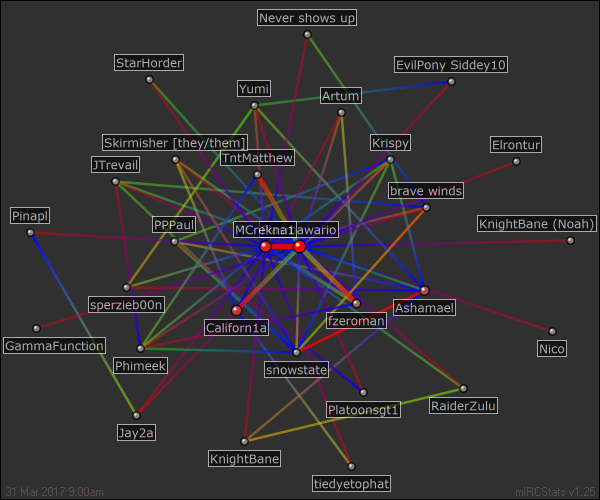 Never shows up
StarHorder
EvilPony Siddey10
Yumi
Artum
Skirmisher [they/them]
Krispy
Elrontur
JTrevail
TntMatthew
brave winds
Pinapl
PPPaul
KnightBane (Noah)
sperzieb00n
Ashamael
Californ1a
fzeroman
GammaFunction
Phimeek
snowstate
Nico
Platoonsgt1
RaiderZulu
Jay2a
KnightBane
tiedyetophat
31 Mar 2017 9:00am
mIRCStats v1.25